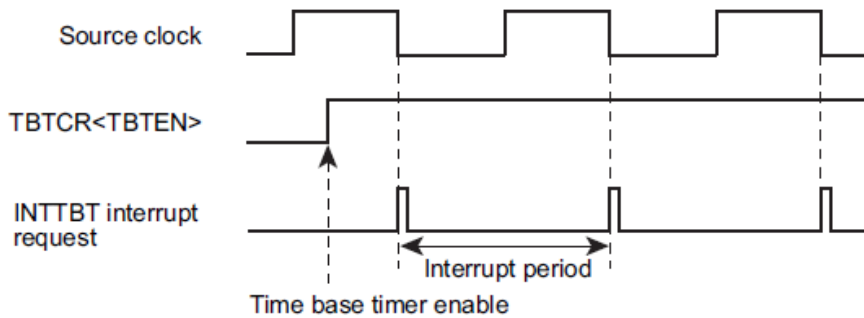 Source clock
TBTCR<TBTEN>
INTTBT interrupt
request
Interrupt period
Time base timer enable